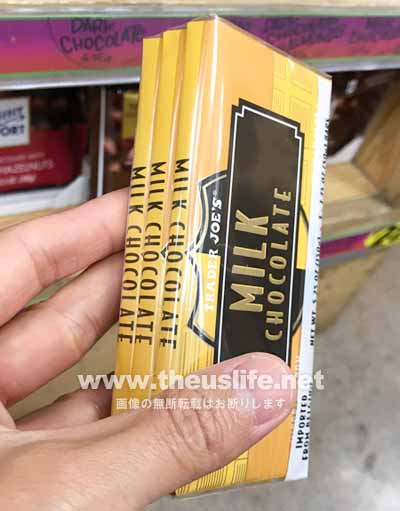 DARK
CHOCOLATE
HAZELNUTS
TRADER JOE'S®
MILK
CHOCOLATE
MILK CHOCOLATE
MILK CHOCOLATE
MILK CHOCOLATE
IMPORTED
www.theuslife.net
画像の無断転載はお断りします